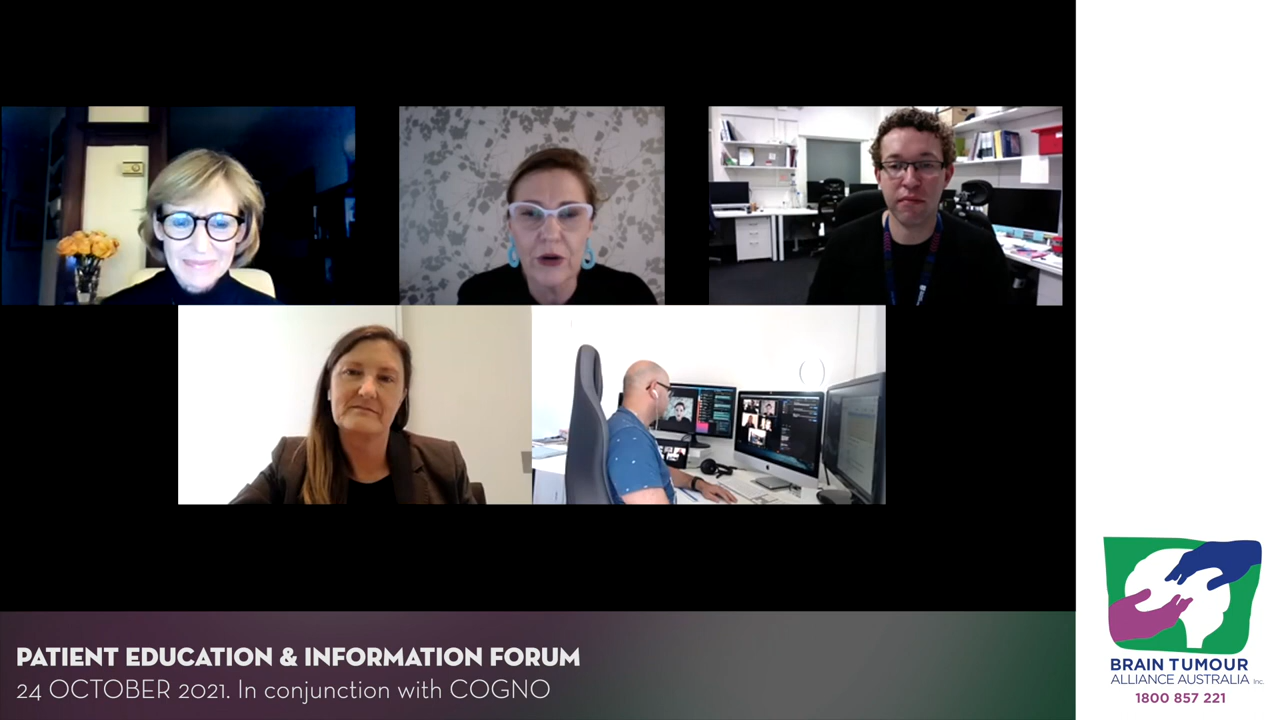 PATIENT EDUCATION & INFORMATION FORUM
24 OCTOBER 2021. In conjunction with COGNO
BRAIN TUMOUR
ALLIANCE AUSTRALIA Inc.
1800 857 221